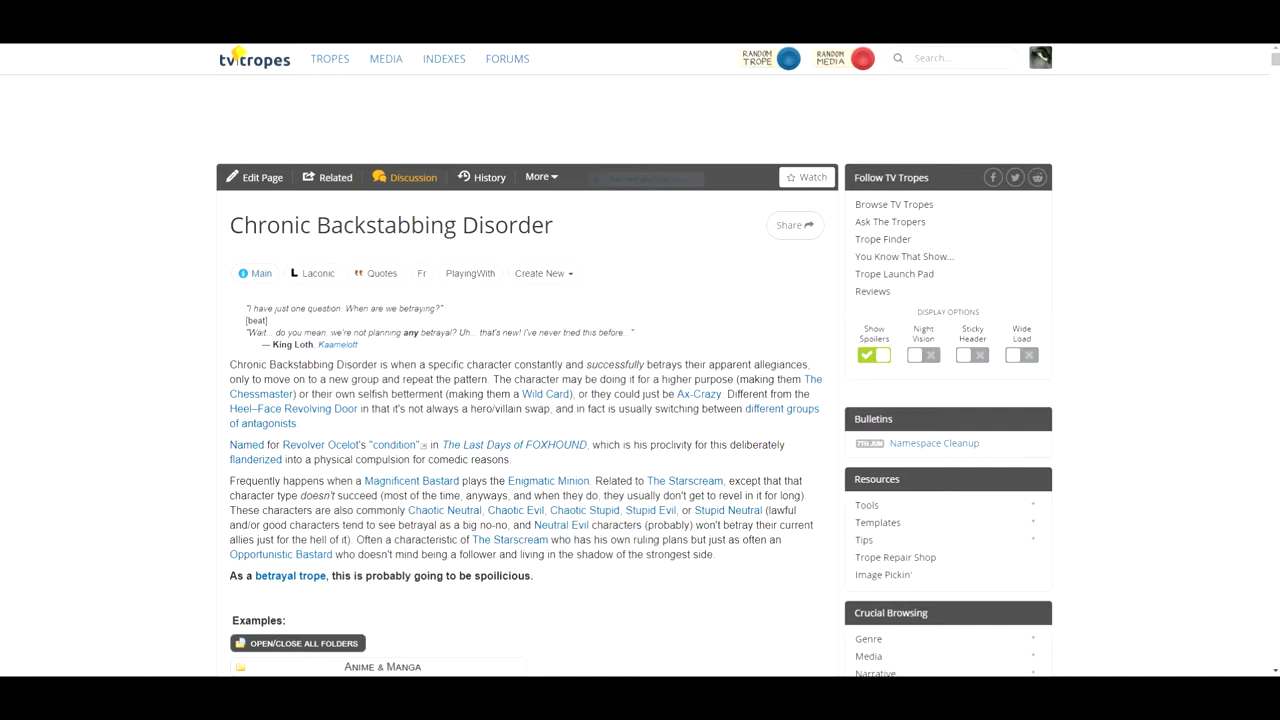 tvtropes TROPES MEDIA INDEXES FORUMS RANDOM TROPE RANDOM MEDIA Search...
Edit Page Related Discussion History More Watch
Chronic Backstabbing Disorder Share
Main L Laconic Quotes Fr PlayingWith Create New
"I have just one question. When are we betraying?"
[beat]
"Wait... do you mean, we're not planning any betrayal? Uh... that's new! I've never tried this before..."
— King Loth, Kaamelott
Chronic Backstabbing Disorder is when a specific character constantly and successfully betrays their apparent allegiances,
only to move on to a new group and repeat the pattern. The character may be doing it for a higher purpose (making them The
Chessmaster) or their own selfish betterment (making them a Wild Card), or they could just be Ax-Crazy. Different from the
Heel–Face Revolving Door in that it's not always a hero/villain swap, and in fact is usually switching between different groups
of antagonists.
Named for Revolver Ocelot's "condition" in The Last Days of FOXHOUND, which is his proclivity for this deliberately
flanderized into a physical compulsion for comedic reasons.
Frequently happens when a Magnificent Bastard plays the Enigmatic Minion. Related to The Starscream, except that that
character type doesn't succeed (most of the time, anyways, and when they do, they usually don't get to revel in it for long).
These characters are also commonly Chaotic Neutral, Chaotic Evil, Chaotic Stupid, Stupid Evil, or Stupid Neutral (lawful
and/or good characters tend to see betrayal as a big no-no, and Neutral Evil characters (probably) won't betray their current
allies just for the hell of it). Often a characteristic of The Starscream who has his own ruling plans but just as often an
Opportunistic Bastard who doesn't mind being a follower and living in the shadow of the strongest side.
As a betrayal trope, this is probably going to be spoilicious.
Examples:
OPEN/CLOSE ALL FOLDERS
ANIME & MANGA
Follow TV Tropes
Browse TV Tropes
Ask The Tropers
Trope Finder
You Know That Show...
Trope Launch Pad
Reviews
DISPLAY OPTIONS
Show Spoilers Night Vision Sticky Header Wide Load
Bulletins
7TH JUN Namespace Cleanup
Resources
Tools
Templates
Tips
Trope Repair Shop
Image Pickin'
Crucial Browsing
Genre
Media
Narrative